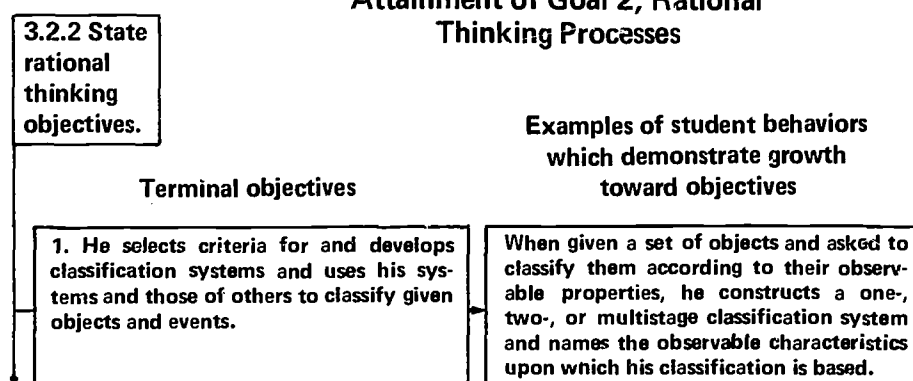 Attainment of Goal 2, Rational
Thinking Processes
3.2.2 State
rational
thinking
objectives.
Examples of student behaviors
which demonstrate growth
toward objectives
Terminal objectives
1. He selects criteria for and develops
classification systems and uses his sys-
tems and those of others to classify given
objects and events.
When given a set of objects and asked to
classify them according to their observ-
able properties, he constructs a one-,
two-, or multistage classification system
and names the observable characteristics
upon which his classification is based.